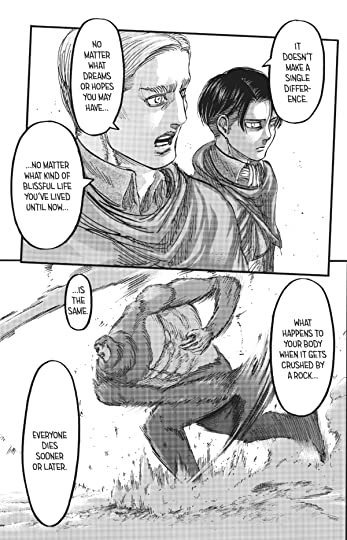 IT
DOESN'T
MAKE A
SINGLE
DIFFER-
ENCE.
NO
MATTER
WHAT
DREAMS
OR HOPES
YOU MAY
HAVE...
...NO MATTER
WHAT KIND OF
BLISSFUL LIFE
YOU'VE LIVED
UNTIL NOW...
WHAT
HAPPENS TO
YOUR BODY
WHEN IT GETS
CRUSHED BY
A ROCK...
...IS
THE
SAME.
EVERYONE
DIES
SOONER
OR LATER.